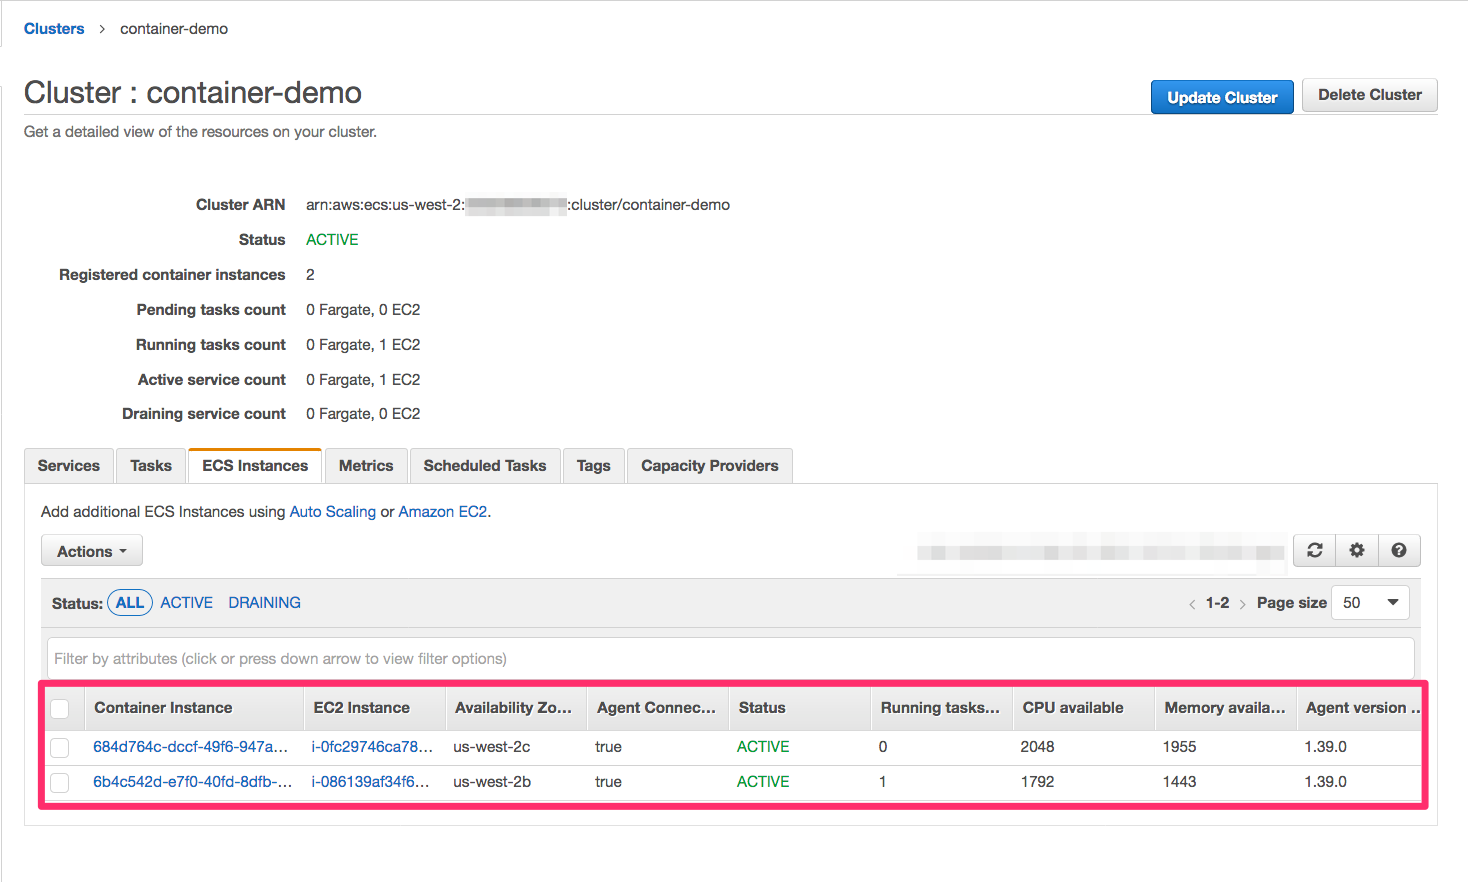 Clusters > container-demo
Cluster : container-demo
Update Cluster
Delete Cluster
Get a detailed view of the resources on your cluster.
Cluster ARN arn:aws:ecs:us-west-2: :cluster/container-demo
Status ACTIVE
Registered container instances 2
Pending tasks count 0 Fargate, 0 EC2
Running tasks count 0 Fargate, 1 EC2
Active service count 0 Fargate, 1 EC2
Draining service count 0 Fargate, 0 EC2
Services Tasks ECS Instances Metrics Scheduled Tasks Tags Capacity Providers
Add additional ECS Instances using Auto Scaling or Amazon EC2.
Actions
Status: ALL ACTIVE DRAINING < 1-2 > Page size 50
Filter by attributes (click or press down arrow to view filter options)
Container Instance EC2 Instance Availability Zo... Agent Connec... Status Running tasks... CPU available Memory availa... Agent version ...
684d764c-dccf-49f6-947a... i-0fc29746ca78... us-west-2c true ACTIVE 0 2048 1955 1.39.0
6b4c542d-e7f0-40fd-8dfb-... i-086139af34f6... us-west-2b true ACTIVE 1 1792 1443 1.39.0